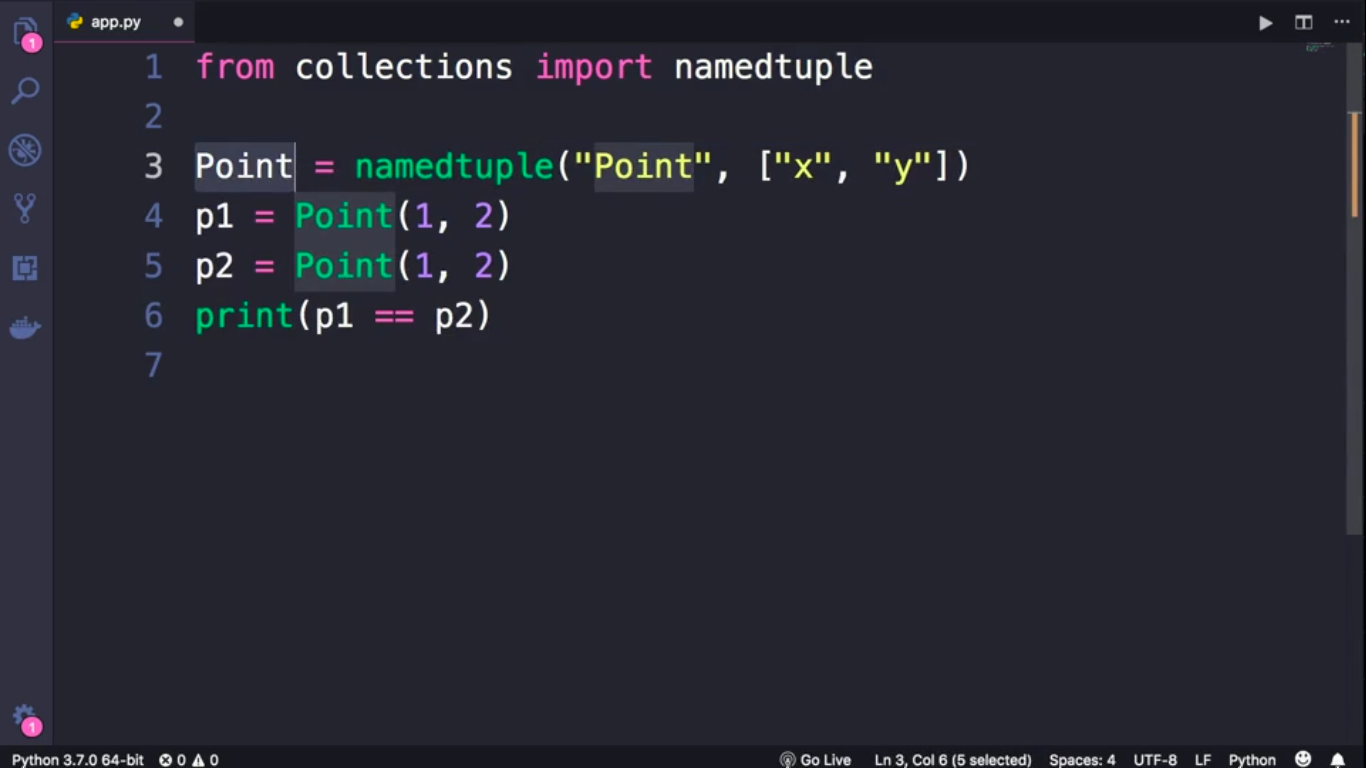 app.py
1 from collections import namedtuple
2
3 Point = namedtuple("Point", ["x", "y"])
4 p1 = Point(1, 2)
5 p2 = Point(1, 2)
6 print(p1 == p2)
7
1
1
Python 3.7.0 64-bit 0 0 Go Live Ln 3, Col 6 (5 selected) Spaces: 4 UTF-8 LF Python